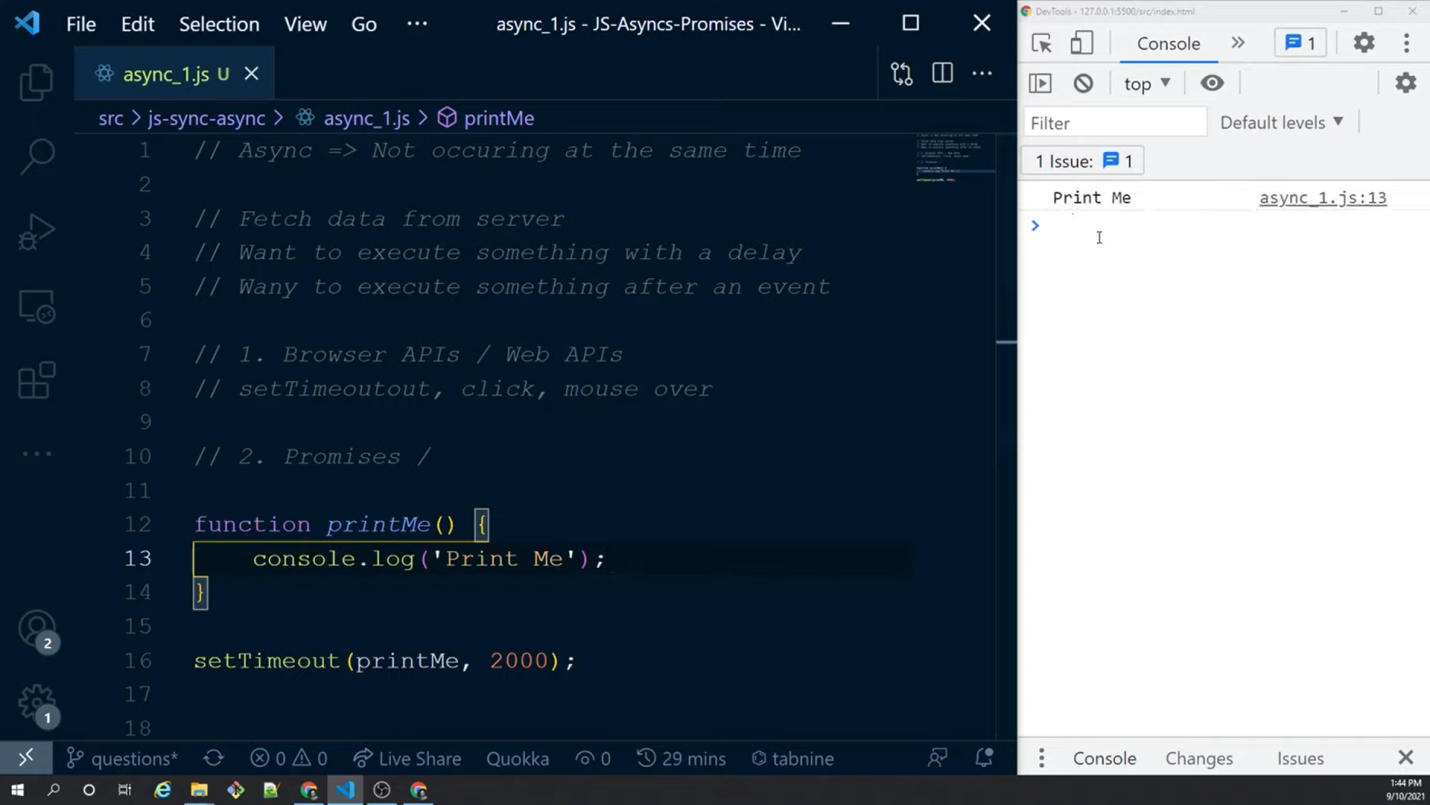 File Edit Selection View Go ··· async_1.js - JS-Asyncs-Promises - Vi...
async_1.js U
src > js-sync-async > async_1.js > printMe
1 // Async => Not occuring at the same time
2
3 // Fetch data from server
4 // Want to execute something with a delay
5 // Wany to execute something after an event
6
7 // 1. Browser APIs / Web APIs
8 // setTimeoutout, click, mouse over
9
10 // 2. Promises /
11
12 function printMe() {
13 console.log('Print Me');
14 }
15
16 setTimeout(printMe, 2000);
17
18
2
1
questions* 0 0 Live Share Quokka 0 29 mins tabnine
DevTools - 127.0.0.1:5500/src/index.html
Console » 1
top
Filter Default levels
1 Issue: 1
Print Me async_1.js:13
>
Console Changes Issues
1:44 PM
9/10/2021